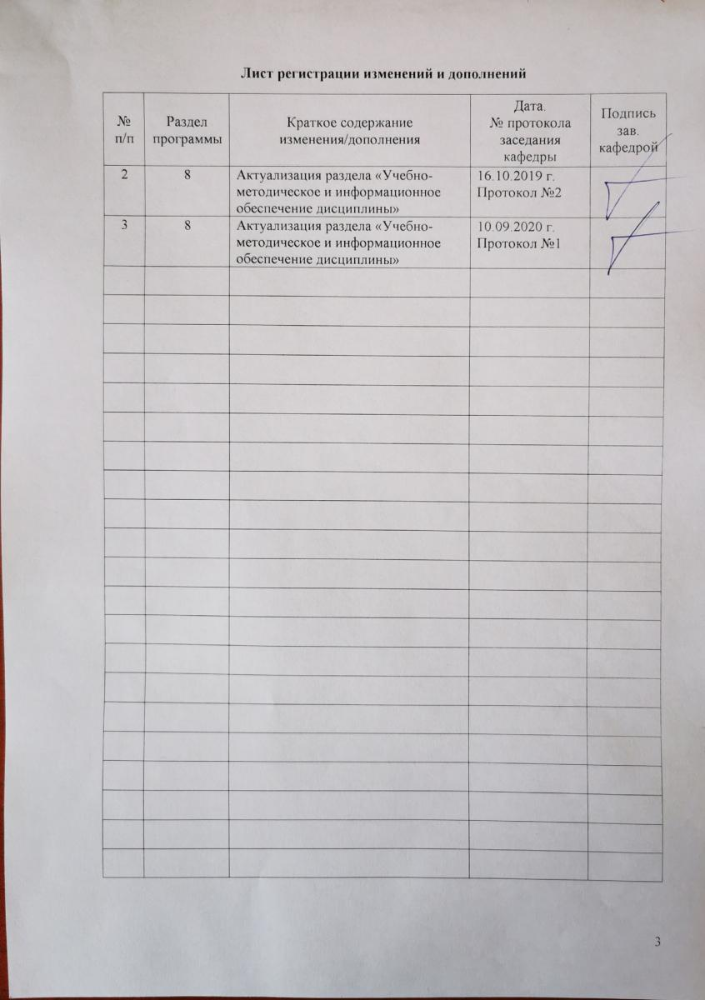 Лист регистрации изменений и дополнений
№
п/п
Раздел
программы
Краткое содержание
изменения/дополнения
Дата.
№ протокола
заседания
кафедры
Подпись
зав.
кафедрой
2
8
Актуализация раздела «Учебно-
методическое и информационное
обеспечение дисциплины»
16.10.2019 г.
Протокол №2
3
8
Актуализация раздела «Учебно-
методическое и информационное
обеспечение дисциплины»
10.09.2020 г.
Протокол №1
3